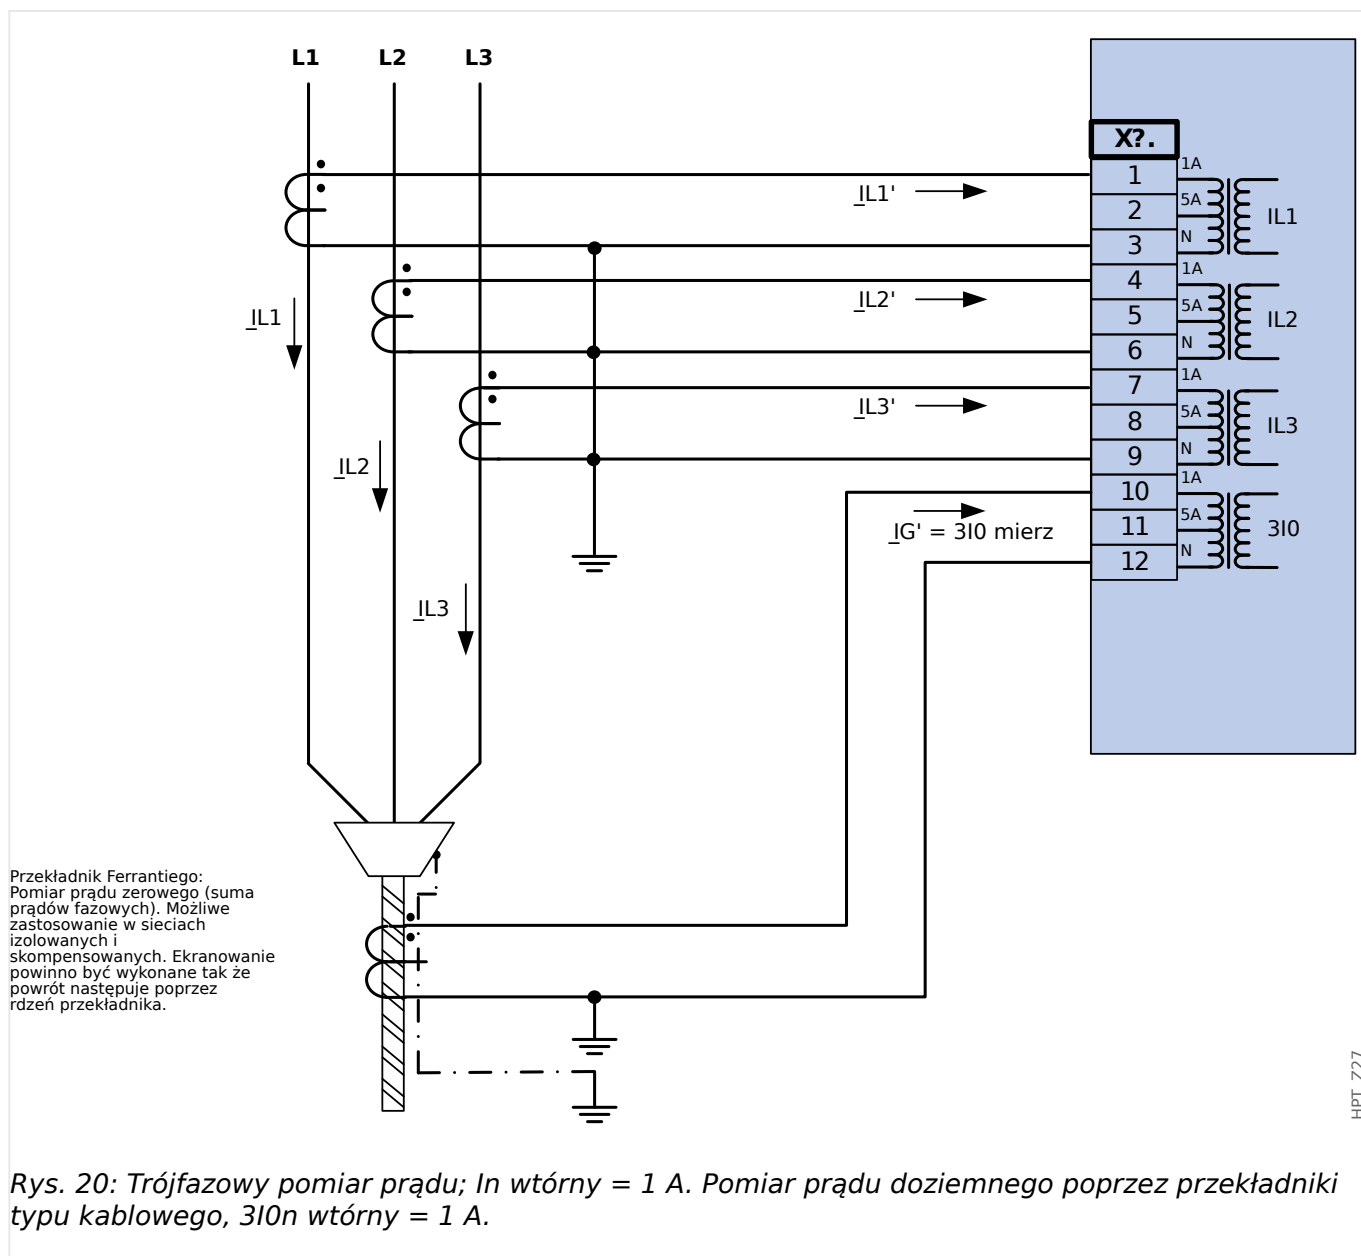 L1 L2 L3
X?.
1 1A
2 5A
3 N
IL1
4 1A
5 5A
6 N
IL2
7 1A
8 5A
9 N
IL3
10 1A
11 5A
12 N
3I0
IL1'
IL2'
IL3'
IG' = 3I0 mierz
IL1
IL2
IL3
Przekładnik Ferrantiego:
Pomiar prądu zerowego (suma
prądów fazowych). Możliwe
zastosowanie w sieciach
izolowanych i
skompensowanych. Ekranowanie
powinno być wykonane tak że
powrót następuje poprzez
rdzeń przekładnika.
HPT_Z27
Rys. 20: Trójfazowy pomiar prądu; In wtórny = 1 A. Pomiar prądu doziemnego poprzez przekładniki
typu kablowego, 3I0n wtórny = 1 A.